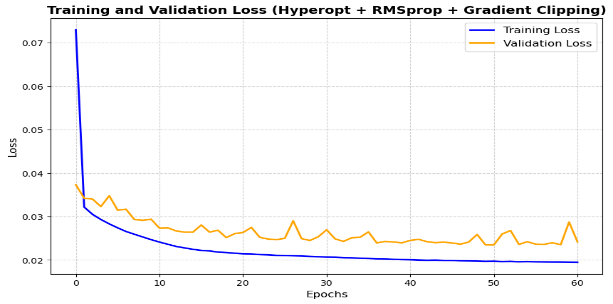 Training and Validation Loss (Hyperopt + RMSprop + Gradient Clipping)
Training Loss
Validation Loss
0.07
0.06
0.05
0.04
0.03
0.02
Loss
0 10 20 30 40 50 60
Epochs